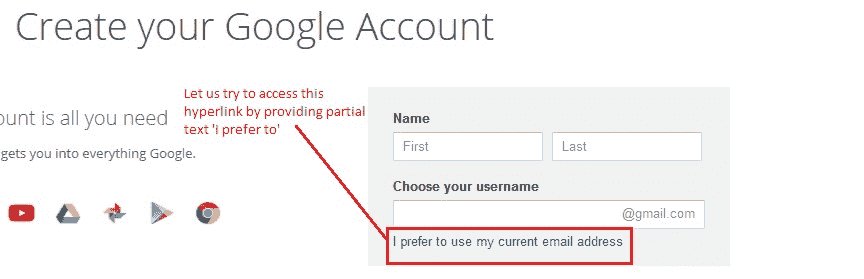 Create your Google Account
Let us try to access this
hyperlink by providing partial
text 'i prefer to'
ount is all you need
gets you into everything Google.
Name
First
Last
Choose your username
@gmail.com
I prefer to use my current email address